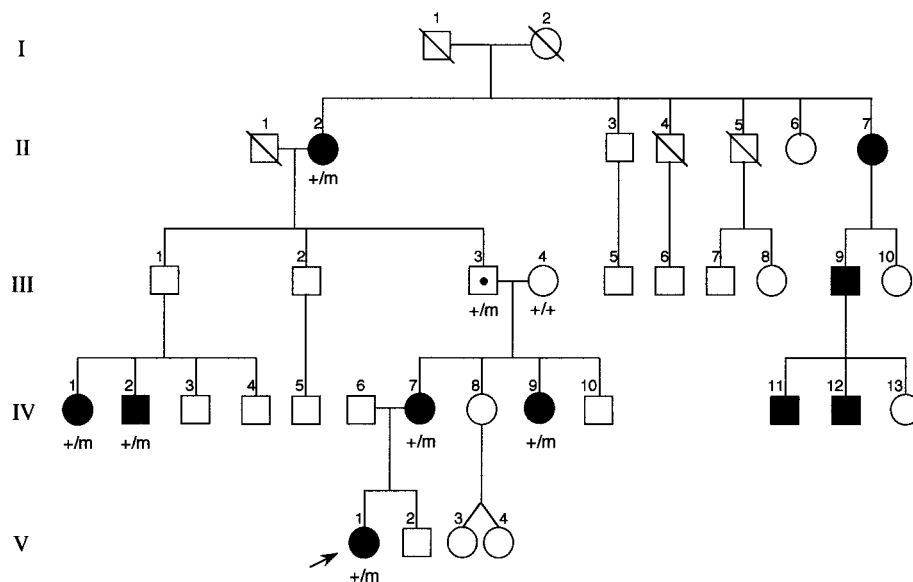 I
1 2
II
1 2 3 4 5 6 7
+/m
III
1 2 3 4 5 6 7 8 9 10
+/m +/+
IV
1 2 3 4 5 6 7 8 9 10 11 12 13
+/m +/m +/m +/m
V
1 2 3 4
+/m